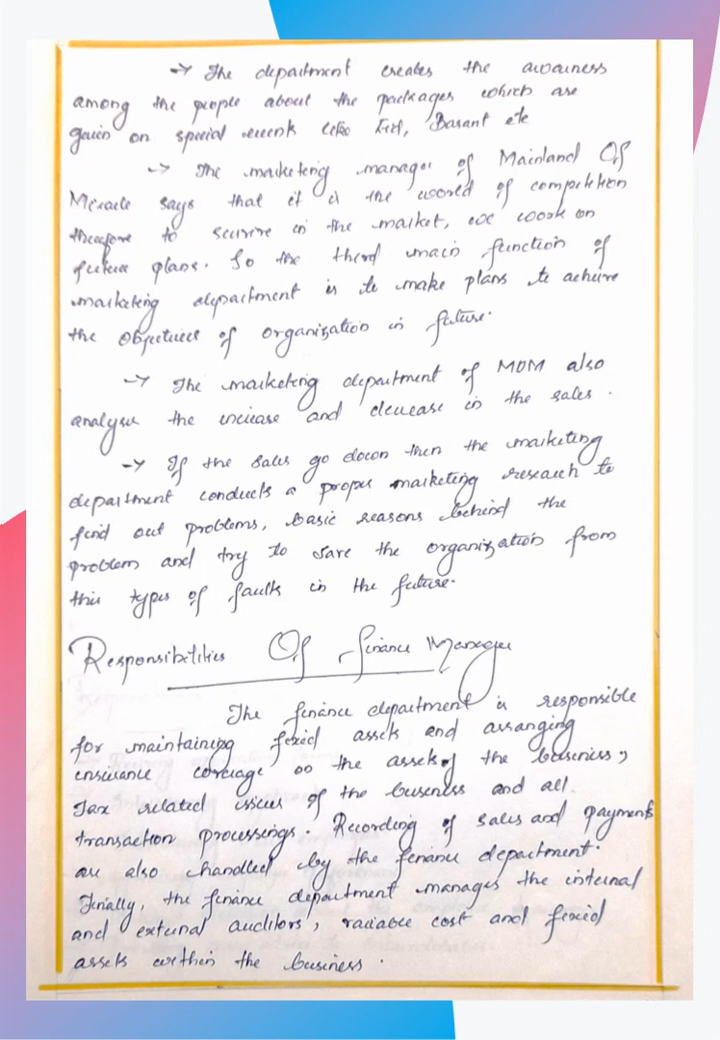 → The department creates the awarness
among the people about the packages which are
on special events like Eid, Basant etc
→ The marketing manager of Mainland Of
Miracle says that it is the world of competition
therefore to survive in the market, we work on
future plans. So the third main function of
marketing department is to make plans to achieve
the objectives of organization in future.
→ The marketing department of MOM also
analyse the increase and decrease in the sales.
→ If the sales go down then the marketing
department conducts a proper marketing research to
find out problems, basic reasons behind the
problem and try to save the organization from
this types of faults in the future.
Responsibilities Of Finance Manager
The finance department is responsible
for maintaining fixed assets and arranging
insurance coverage on the assets of the business,
Tax related issues of the business and all.
transaction processings. Recording of sales and payments
are also handled by the finance department.
Finally, the finance department manages the internal
and external auditors, variable cost and fixed
assets within the business.